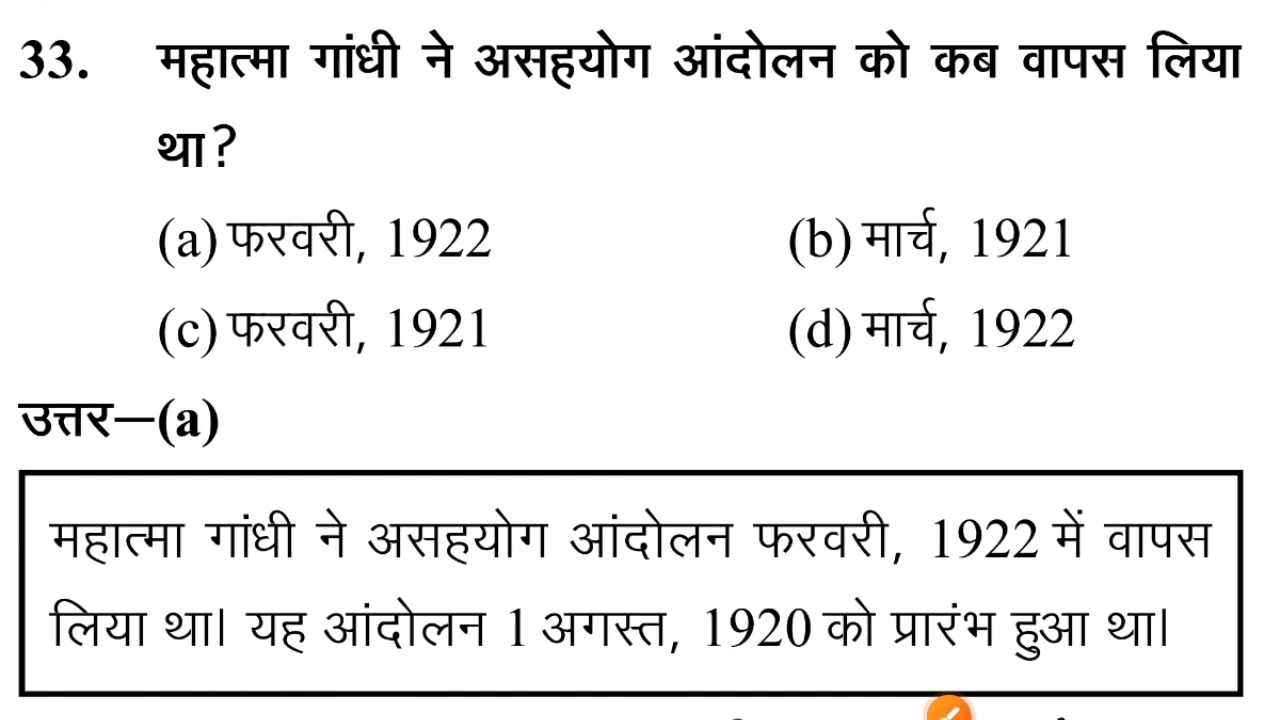 33. महात्मा गांधी ने असहयोग आंदोलन को कब वापस लिया
था?
(a) फरवरी, 1922 (b) मार्च, 1921
(c) फरवरी, 1921 (d) मार्च, 1922
उत्तर—(a)
महात्मा गांधी ने असहयोग आंदोलन फरवरी, 1922 में वापस
लिया था। यह आंदोलन 1 अगस्त, 1920 को प्रारंभ हुआ था।